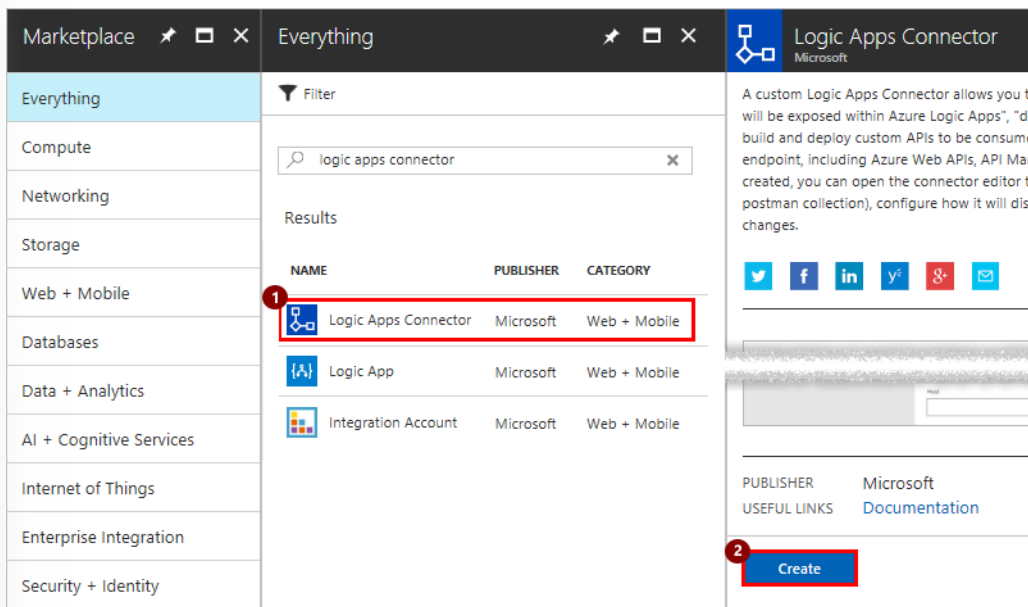 Marketplace
Everything
Compute
Networking
Storage
Web + Mobile
Databases
Data + Analytics
AI + Cognitive Services
Internet of Things
Enterprise Integration
Security + Identity
Everything
Filter
logic apps connector
Results
NAME PUBLISHER CATEGORY
1
Logic Apps Connector Microsoft Web + Mobile
Logic App Microsoft Web + Mobile
Integration Account Microsoft Web + Mobile
Logic Apps Connector
Microsoft
A custom Logic Apps Connector allows you t
will be exposed within Azure Logic Apps", "d
build and deploy custom APIs to be consume
endpoint, including Azure Web APIs, API Ma
created, you can open the connector editor t
postman collection), configure how it will dis
changes.
f in y 8+
Host
PUBLISHER Microsoft
USEFUL LINKS Documentation
2
Create